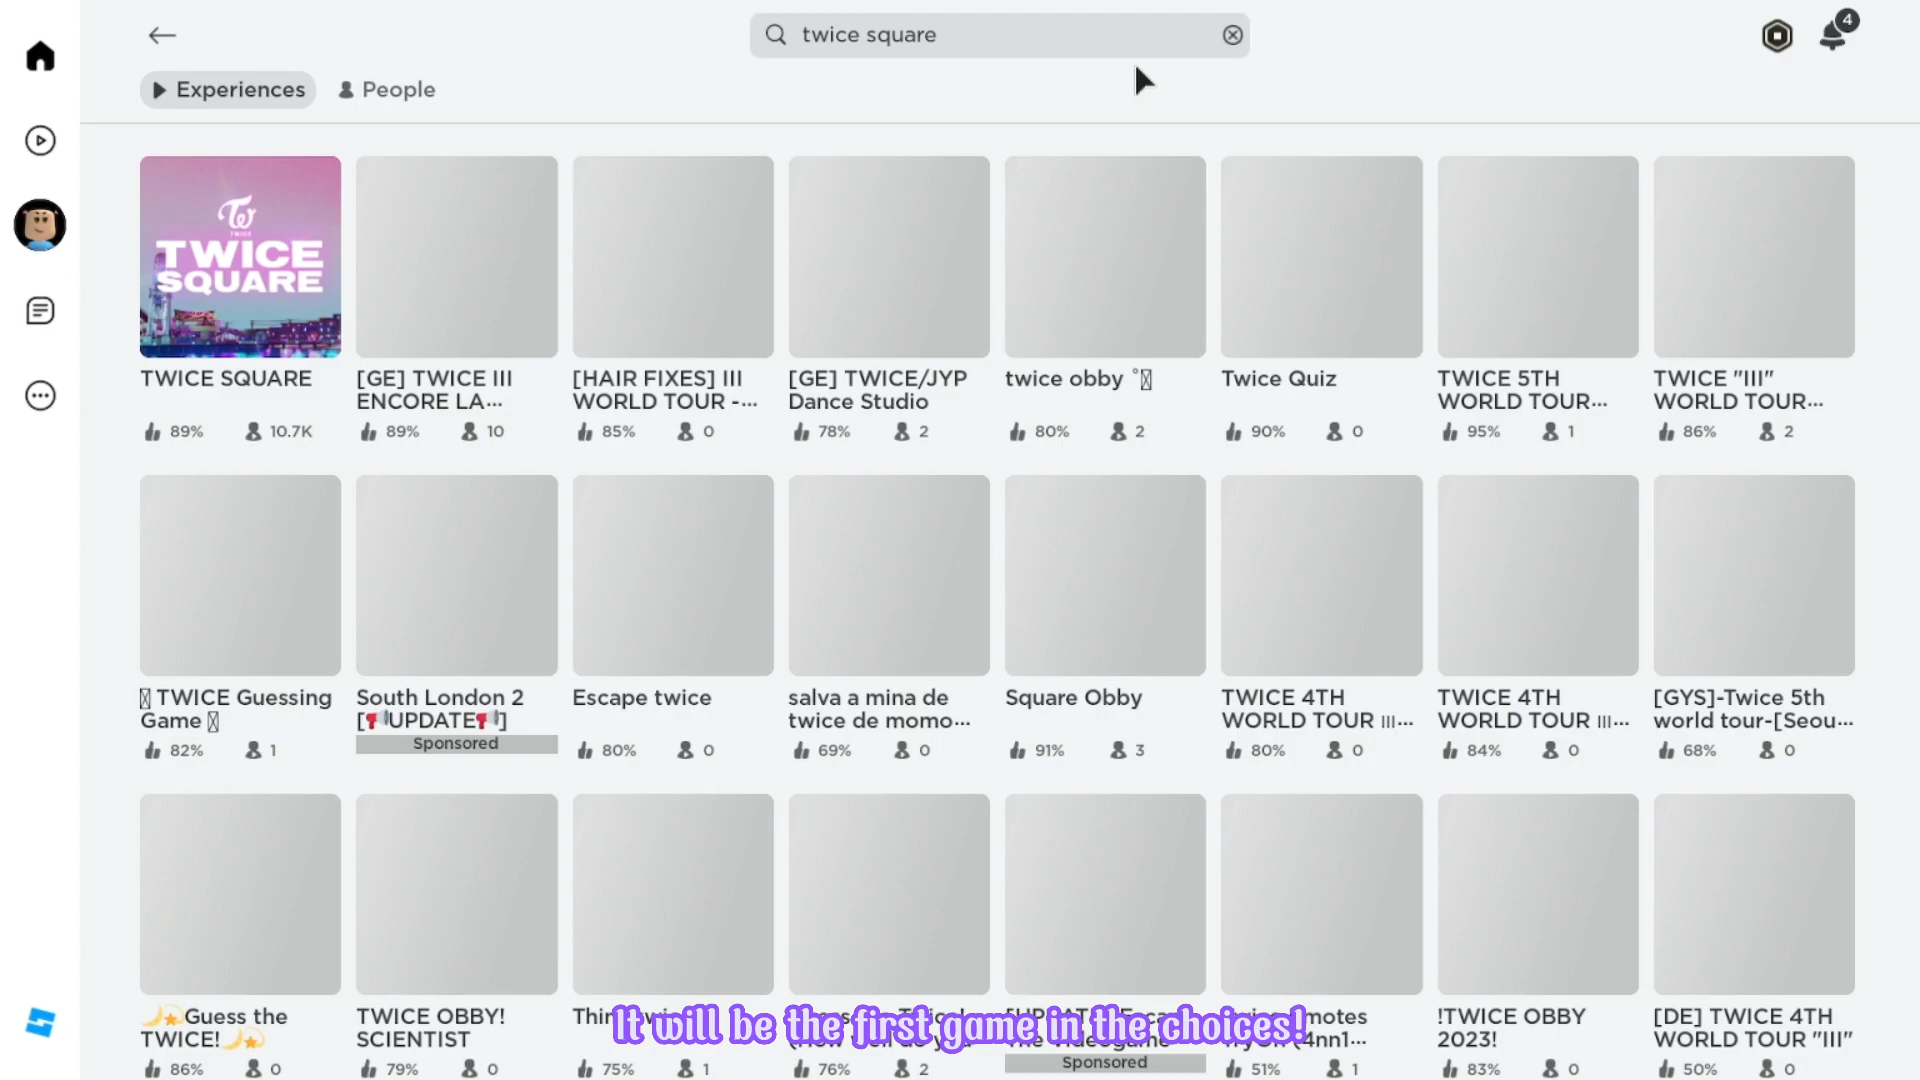 twice square
4
Experiences
People
TWICE
TWICE
SQUARE
TWICE SQUARE
89% 10.7K
[GE] TWICE III
ENCORE LA...
89% 10
[HAIR FIXES] III
WORLD TOUR -...
85% 0
[GE] TWICE/JYP
Dance Studio
78% 2
twice obby
80% 2
Twice Quiz
90% 0
TWICE 5TH
WORLD TOUR...
95% 1
TWICE "III"
WORLD TOUR...
86% 2
TWICE Guessing
Game
82% 1
South London 2
[📢UPDATE📢]
Sponsored
Escape twice
80% 0
salva a mina de
twice de momo...
69% 0
Square Obby
91% 3
TWICE 4TH
WORLD TOUR III...
80% 0
TWICE 4TH
WORLD TOUR III...
84% 0
[GYS]-Twice 5th
world tour-[Seou...
68% 0
🌙💫Guess the
TWICE!🌙💫
86% 0
TWICE OBBY!
SCIENTIST
79% 0
75% 1
76% 2
Sponsored
51% 1
!TWICE OBBY
2023!
83% 0
[DE] TWICE 4TH
WORLD TOUR "III"
50% 0
It will be the first game in the choices!